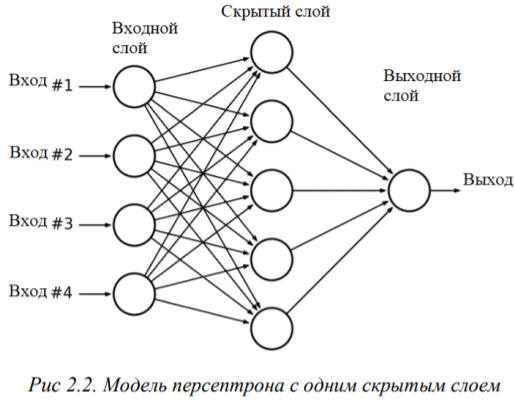 Входной
слой
Скрытый слой
Выходной
слой
Вход #1
Вход #2
Вход #3
Вход #4
Выход
Рис 2.2. Модель персептрона с одним скрытым слоем